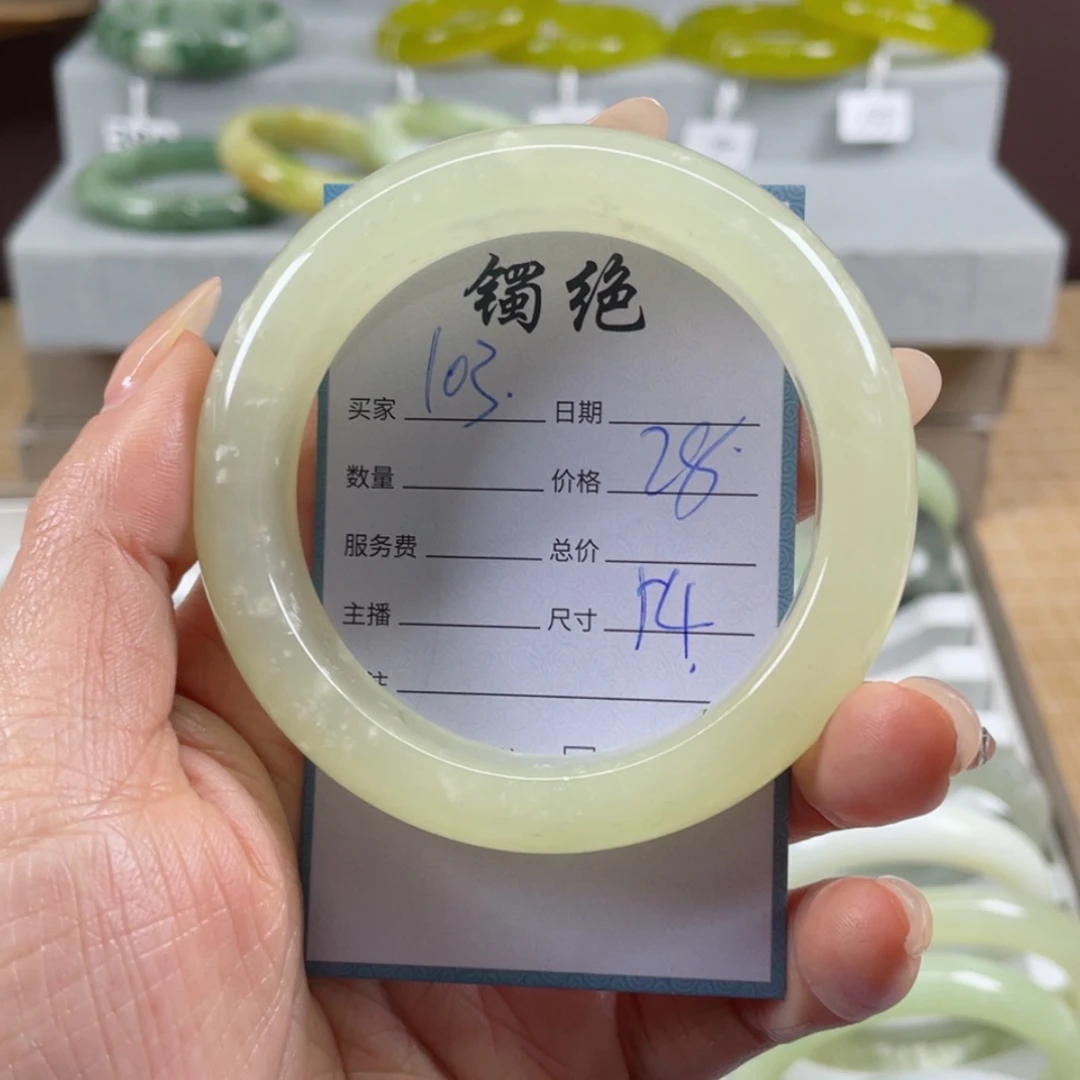 镯绝
103.
买家 日期
28.
数量 价格
服务费 总价
主播 尺寸